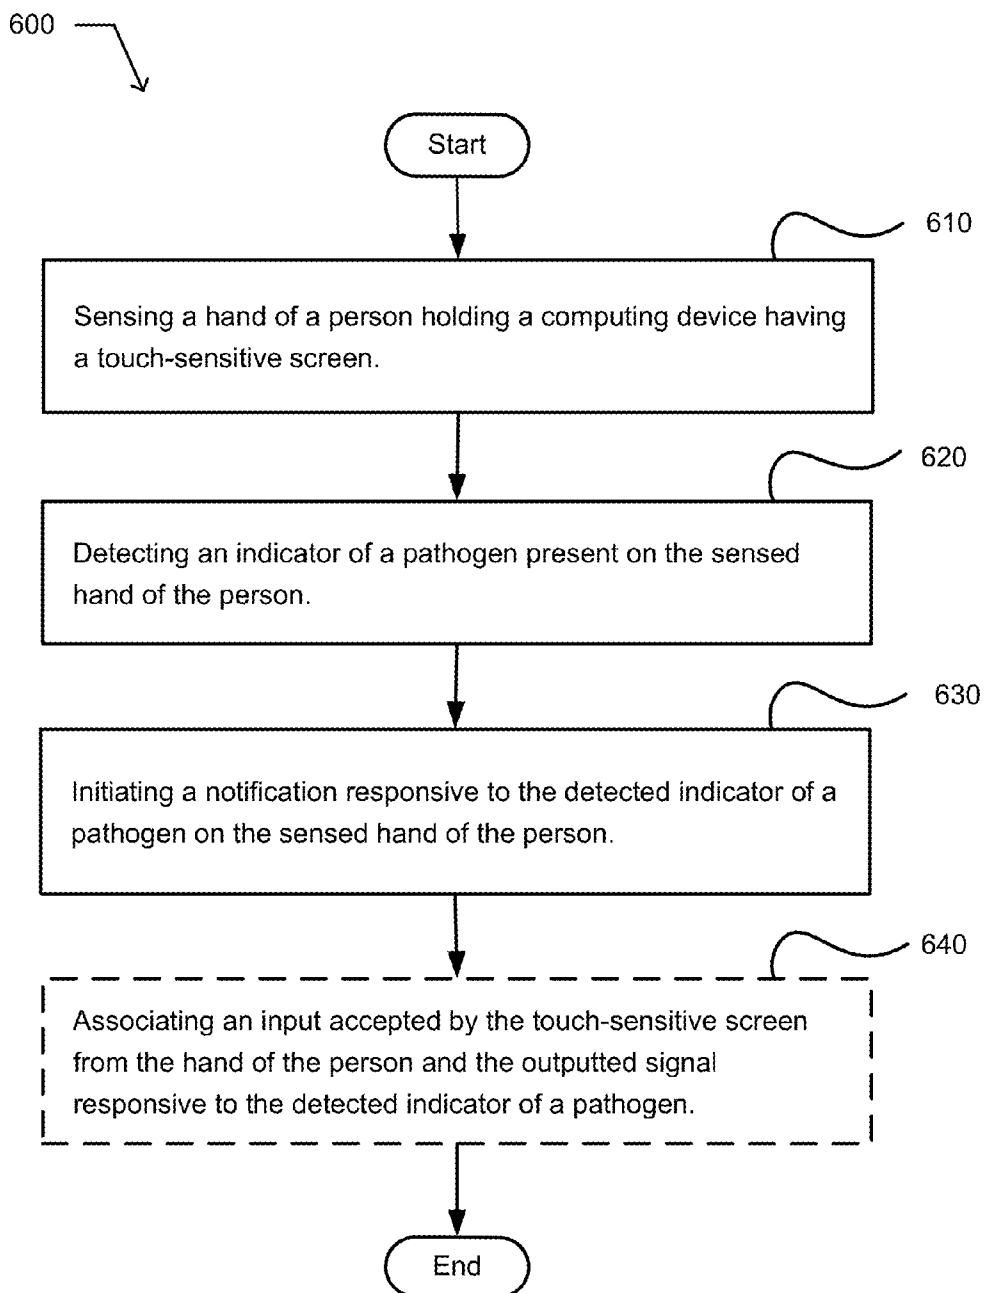 600
Start
610
Sensing a hand of a person holding a computing device having
a touch-sensitive screen.
620
Detecting an indicator of a pathogen present on the sensed
hand of the person.
630
Initiating a notification responsive to the detected indicator of a
pathogen on the sensed hand of the person.
640
Associating an input accepted by the touch-sensitive screen
from the hand of the person and the outputted signal
responsive to the detected indicator of a pathogen.
End